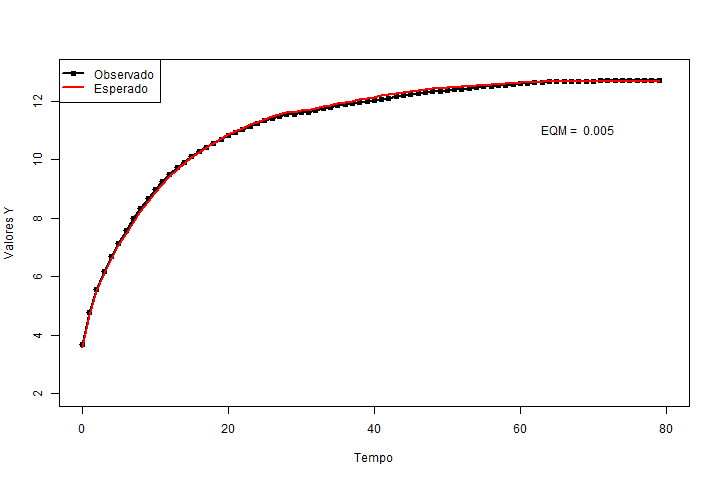 Observado
Esperado
EQM = 0.005
Valores Y
2
4
6
8
10
12
0
20
40
60
80
Tempo